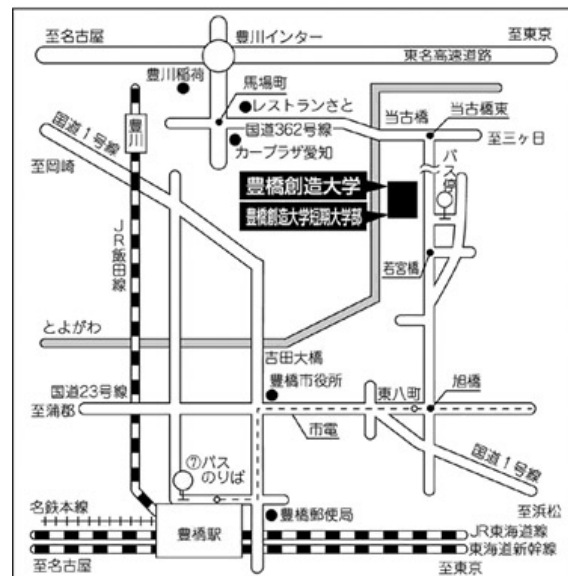 至名古屋
豊川インター
至東京
東名高速道路
豊川稲荷
馬場町
レストランさと
当古橋
当古橋東
国道1号線
豊川
国道362号線
カープラザ愛知
至三ヶ日
至岡崎
バス停
豊橋創造大学
豊橋創造大学短期大学部
JR飯田線
若宮橋
とよがわ
吉田大橋
国道23号線
豊橋市役所
東八町
旭橋
至蒲郡
市電
⑦バス
のりば
国道1号線
名鉄本線
豊橋駅
豊橋郵便局
至浜松
JR東海道線
東海道新幹線
至名古屋
至東京